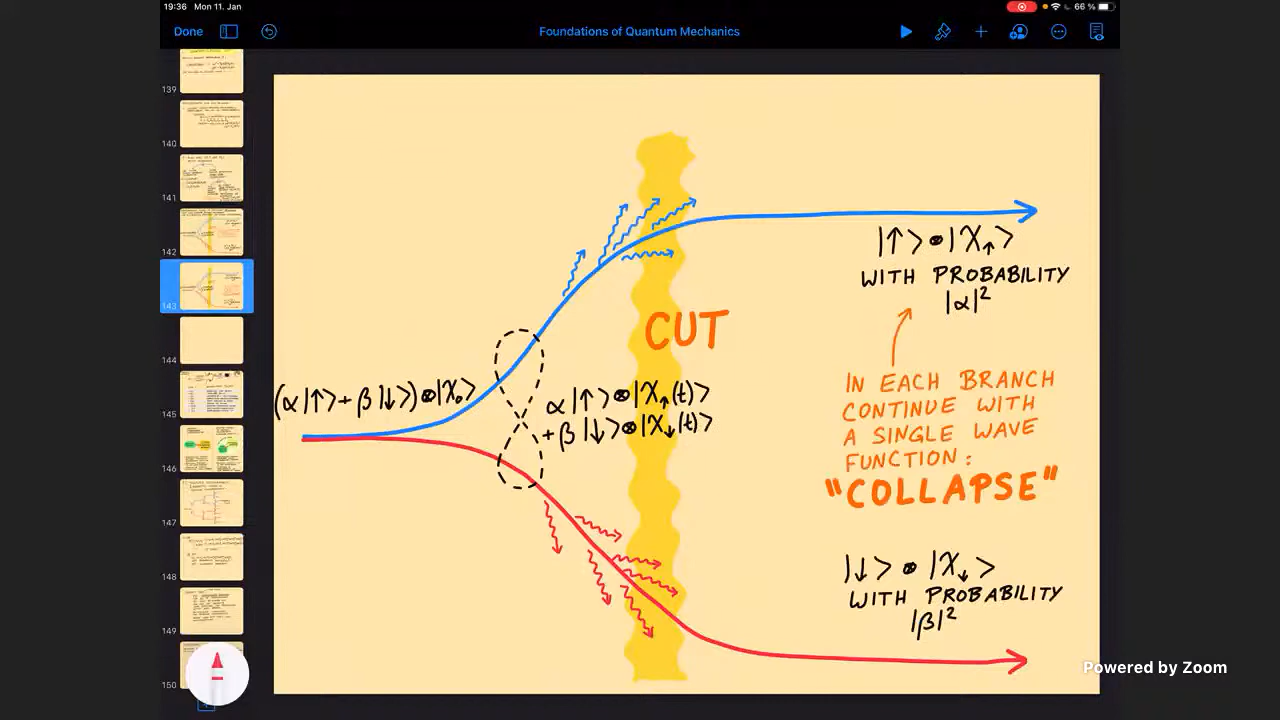 19:36 Mon 11. Jan
66 %
Done
Foundations of Quantum Mechanics
139
140
141
142
143
144
145
146
147
148
149
150
(α|↑> + β|↓>)⊗|χ₀>
α|↑>⊗|χ↑(t)>
+ β|↓>⊗|χ↓(t)>
CUT
|↑>⊗|χ↑>
WITH PROBABILITY
|α|²
IN EACH BRANCH
CONTINUE WITH
A SINGLE WAVE
FUNCTION:
"COLLAPSE"
|↓>⊗|χ↓>
WITH PROBABILITY
|β|²
Powered by Zoom